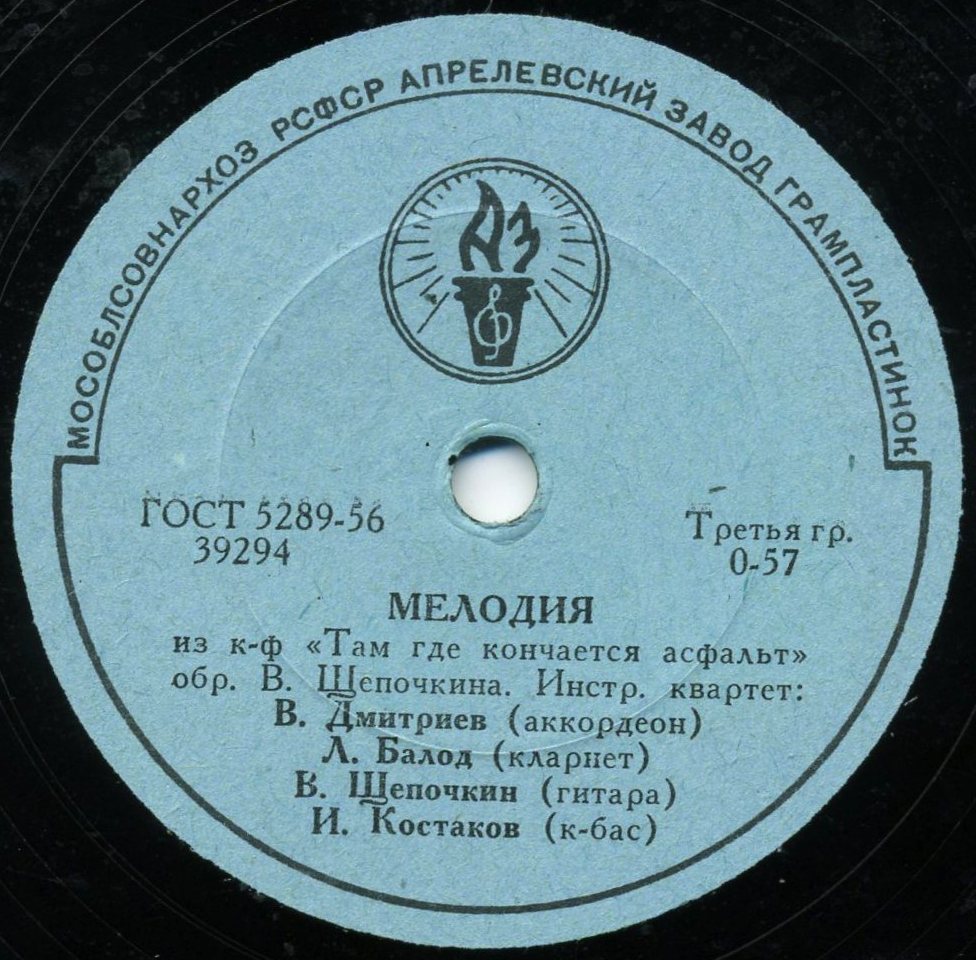 МОСОБЛСОВНАРХОЗ РСФСР АПРЕЛЕВСКИЙ ЗАВОД ГРАМПЛАСТИНОК
АЗ
ГОСТ 5289-56
39294
Третья гр.
0-57
МЕЛОДИЯ
из к-ф «Там где кончается асфальт»
обр. В. Щепочкина. Инстр. квартет:
В. Дмитриев (аккордеон)
Л. Балод (кларнет)
В. Щепочкин (гитара)
И. Костаков (к-бас)